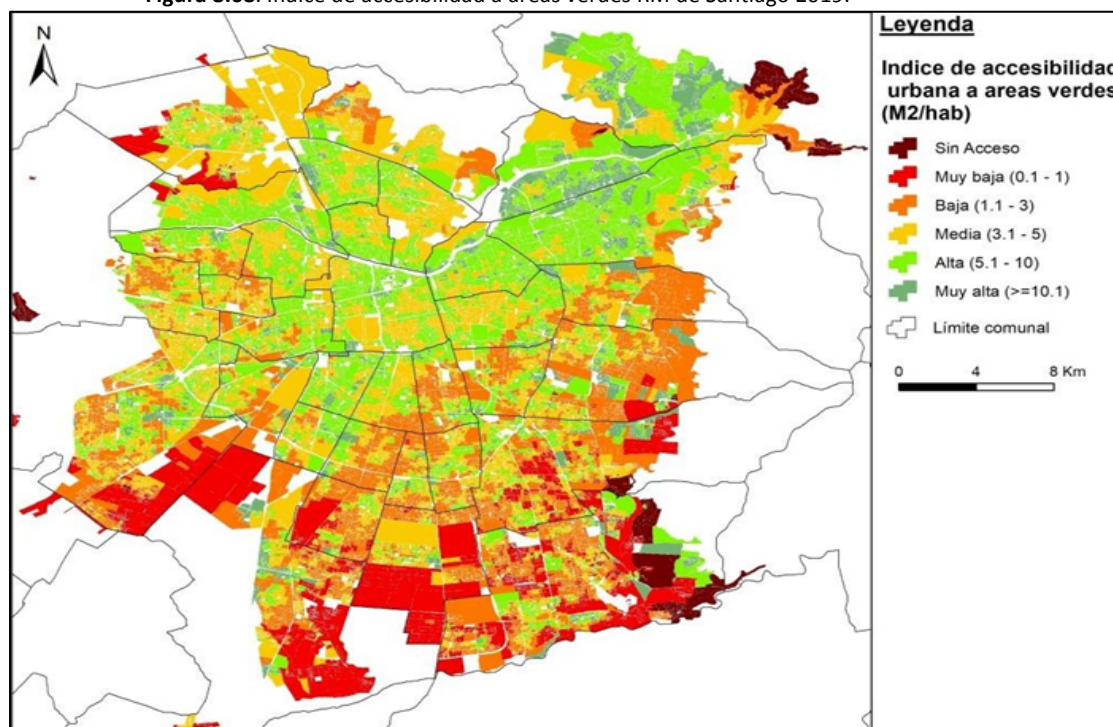 Figura 3.33. Índice de accesibilidad a áreas verdes RM de Santiago 2019.
N
Leyenda
Indice de accesibilidad
urbana a areas verdes
(M2/hab)
Sin Acceso
Muy baja (0.1 - 1)
Baja (1.1 - 3)
Media (3.1 - 5)
Alta (5.1 - 10)
Muy alta (>=10.1)
Límite comunal
0 4 8 Km